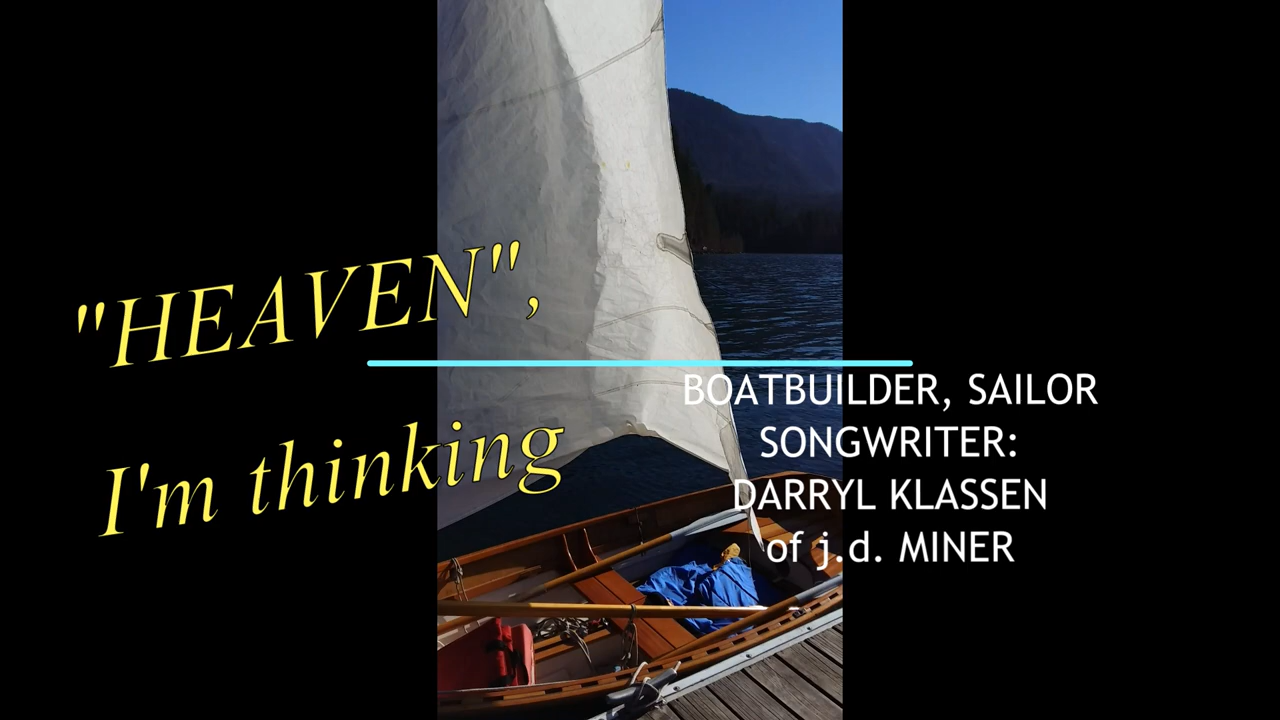 "HEAVEN",
I'm thinking
BOATBUILDER, SAILOR
SONGWRITER:
DARRYL KLASSEN
of j.d. MINER